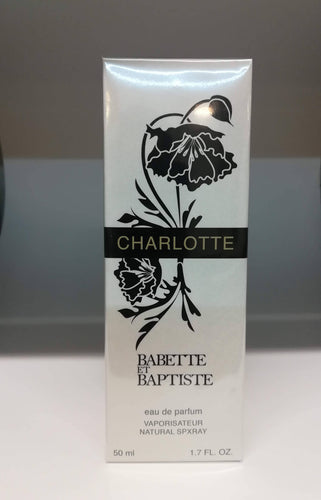 CHARLOTTE
BABETTE
ET
BAPTISTE
eau de parfum
VAPORISATEUR
NATURAL SPXRAY
50 ml 1.7 FL. OZ.